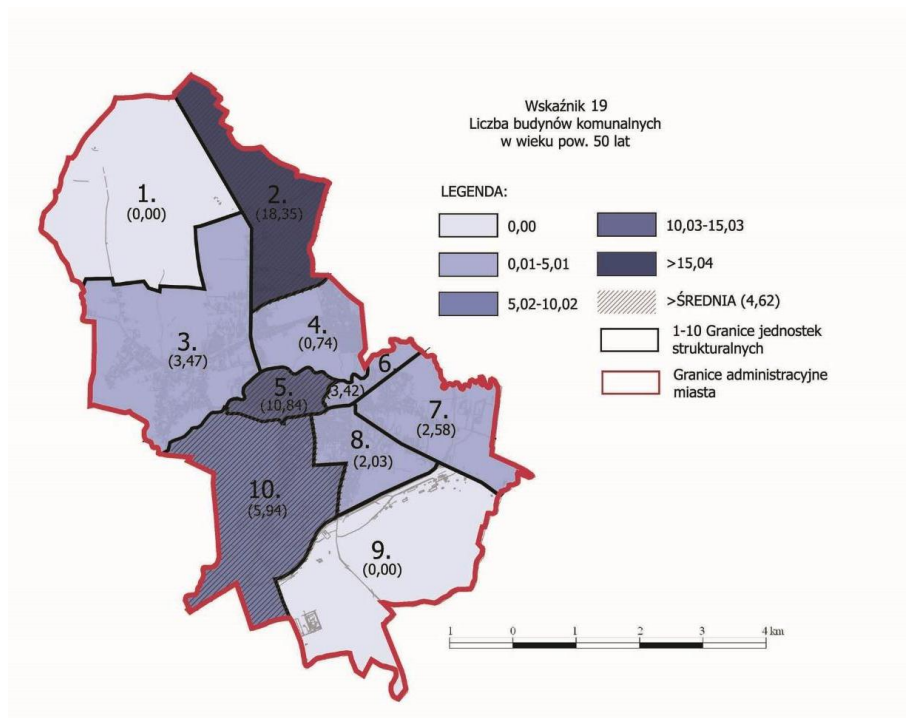 Wskaźnik 19
Liczba budynów komunalnych
w wieku pow. 50 lat
LEGENDA:
0,00
0,01-5,01
5,02-10,02
10,03-15,03
>15,04
>ŚREDNIA (4,62)
1-10 Granice jednostek
strukturalnych
Granice administracyjne
miasta
1.
(0,00)
2.
(18,35)
3.
(3,47)
4.
(0,74)
5.
(10,84)
6.
(3,42)
7.
(2,58)
8.
(2,03)
9.
(0,00)
10.
(5,94)
1 0 1 2 3 4 km